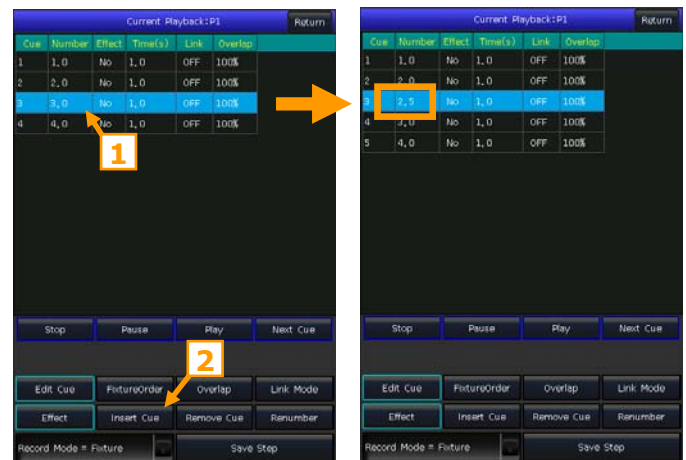 Current Playback:P1 Return
Cue Number Effect Time(s) Link Overlap
1 1.0 No 1.0 OFF 100%
2 2.0 No 1.0 OFF 100%
3 3.0 No 1.0 OFF 100%
4 4.0 No 1.0 OFF 100%
1
Stop Pause Play Next Cue
2
Edit Cue FixtureOrder Overlap Link Mode
Effect Insert Cue Remove Cue Renumber
Record Mode = Fixture Save Step
Current Playback:P1 Return
Cue Number Effect Time(s) Link Overlap
1 1.0 No 1.0 OFF 100%
2 2.0 No 1.0 OFF 100%
3 2.5 No 1.0 OFF 100%
4 3.0 No 1.0 OFF 100%
5 4.0 No 1.0 OFF 100%
Stop Pause Play Next Cue
Edit Cue FixtureOrder Overlap Link Mode
Effect Insert Cue Remove Cue Renumber
Record Mode = Fixture Save Step